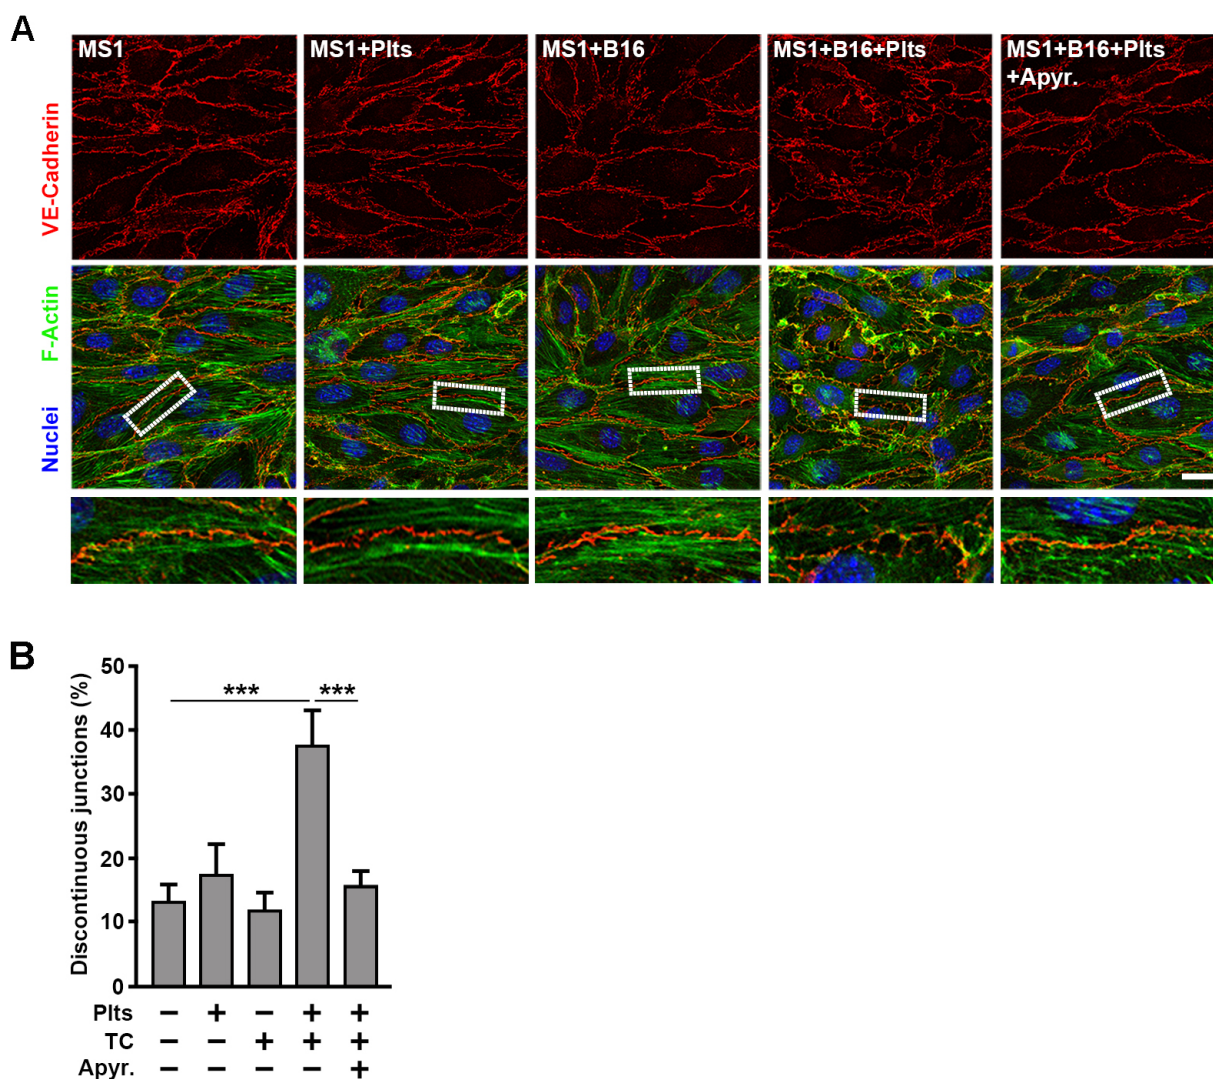 A
MS1
MS1+Plts
MS1+B16
MS1+B16+Plts
MS1+B16+Plts
+Apyr.
VE-Cadherin
F-Actin
Nuclei
B
Discontinuous junctions (%)
50
40
30
20
10
0
***
***
Plts − + − + +
TC − − + + +
Apyr. − − − − +